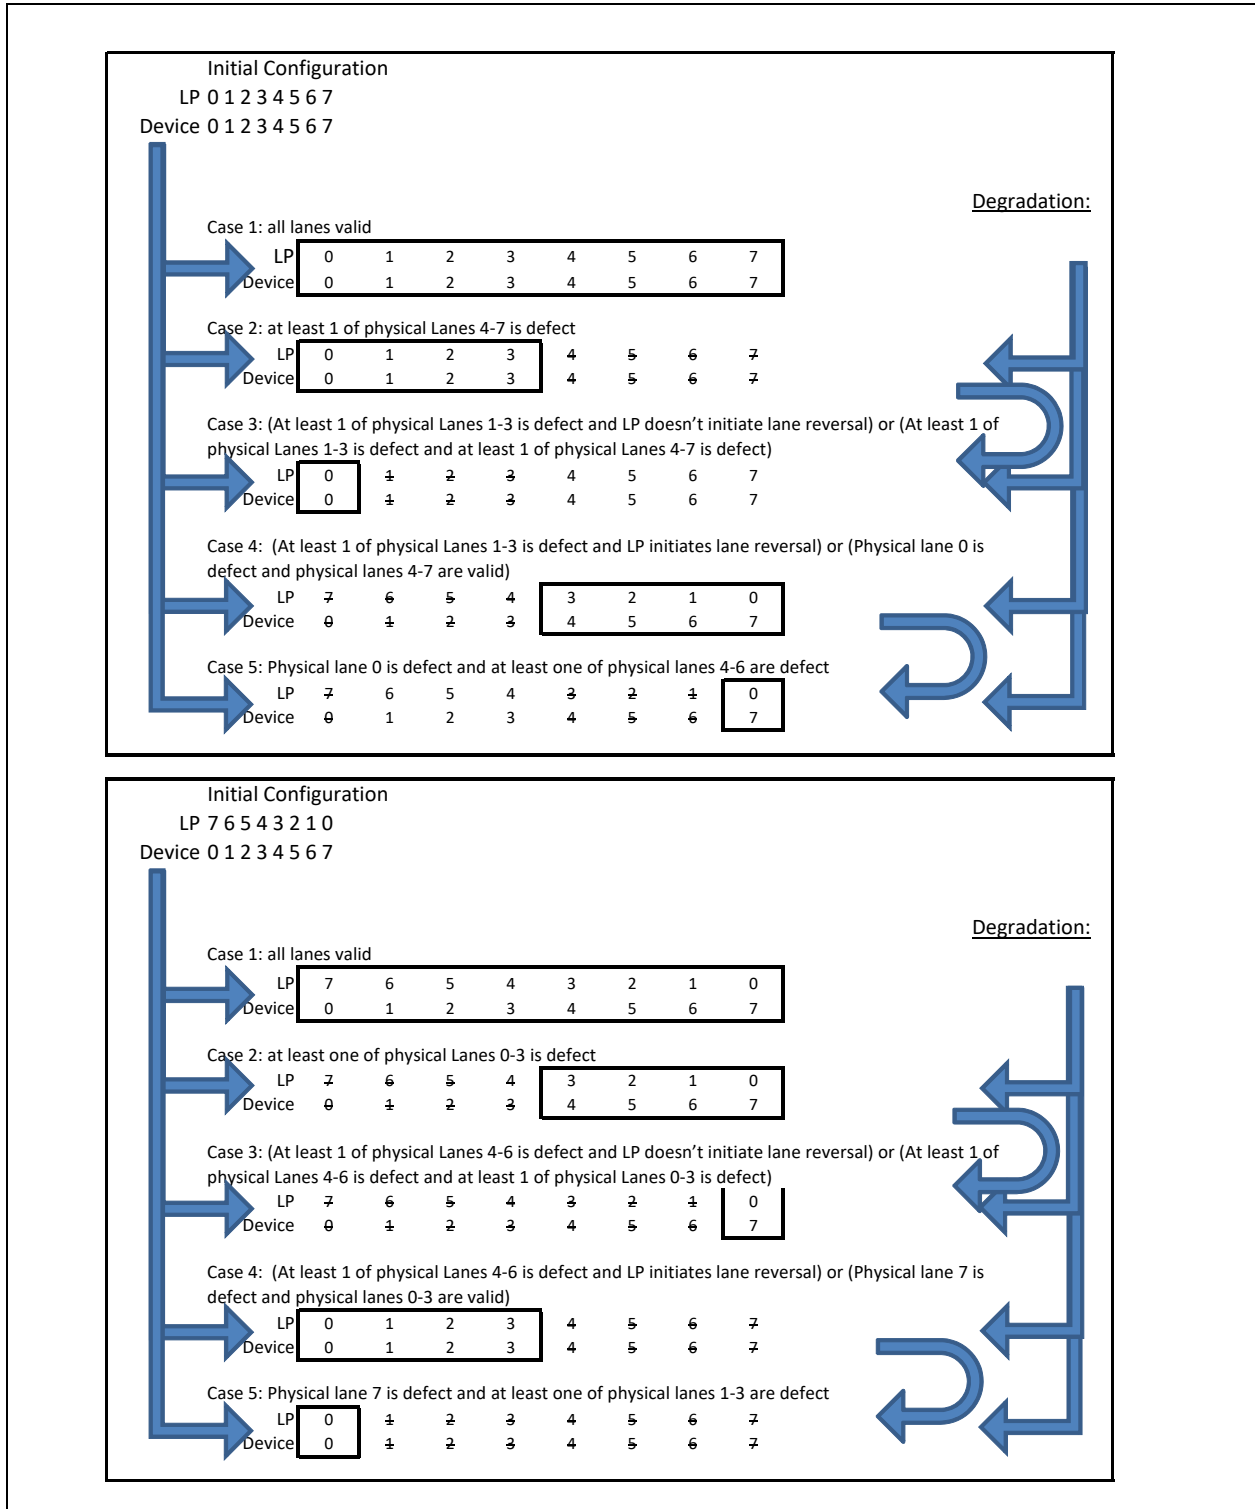 Initial Configuration
LP 0 1 2 3 4 5 6 7
Device 0 1 2 3 4 5 6 7
Degradation:
Case 1: all lanes valid
LP 0 1 2 3 4 5 6 7
Device 0 1 2 3 4 5 6 7
Case 2: at least 1 of physical Lanes 4-7 is defect
LP 0 1 2 3 4 5 6 7
Device 0 1 2 3 4 5 6 7
Case 3: (At least 1 of physical Lanes 1-3 is defect and LP doesn't initiate lane reversal) or (At least 1 of
physical Lanes 1-3 is defect and at least 1 of physical Lanes 4-7 is defect)
LP 0 1 2 3 4 5 6 7
Device 0 1 2 3 4 5 6 7
Case 4: (At least 1 of physical Lanes 1-3 is defect and LP initiates lane reversal) or (Physical lane 0 is
defect and physical lanes 4-7 are valid)
LP 7 6 5 4 3 2 1 0
Device 0 1 2 3 4 5 6 7
Case 5: Physical lane 0 is defect and at least one of physical lanes 4-6 are defect
LP 7 6 5 4 3 2 1 0
Device 0 1 2 3 4 5 6 7
Initial Configuration
LP 7 6 5 4 3 2 1 0
Device 0 1 2 3 4 5 6 7
Degradation:
Case 1: all lanes valid
LP 7 6 5 4 3 2 1 0
Device 0 1 2 3 4 5 6 7
Case 2: at least one of physical Lanes 0-3 is defect
LP 7 6 5 4 3 2 1 0
Device 0 1 2 3 4 5 6 7
Case 3: (At least 1 of physical Lanes 4-6 is defect and LP doesn't initiate lane reversal) or (At least 1 of
physical Lanes 4-6 is defect and at least 1 of physical Lanes 0-3 is defect)
LP 7 6 5 4 3 2 1 0
Device 0 1 2 3 4 5 6 7
Case 4: (At least 1 of physical Lanes 4-6 is defect and LP initiates lane reversal) or (Physical lane 7 is
defect and physical lanes 0-3 are valid)
LP 0 1 2 3 4 5 6 7
Device 0 1 2 3 4 5 6 7
Case 5: Physical lane 7 is defect and at least one of physical lanes 1-3 are defect
LP 0 1 2 3 4 5 6 7
Device 0 1 2 3 4 5 6 7